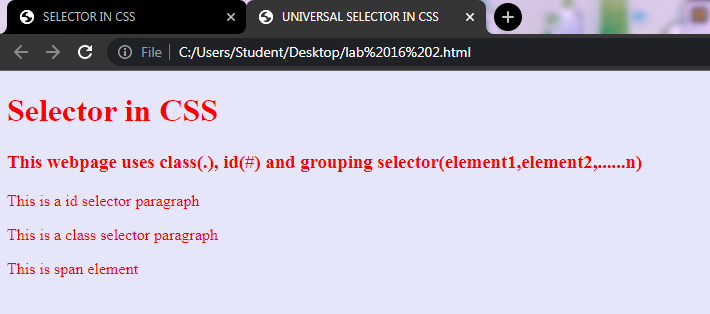 SELECTOR IN CSS
UNIVERSAL SELECTOR IN CSS
File | C:/Users/Student/Desktop/lab%2016%202.html
Selector in CSS
This webpage uses class(.), id(#) and grouping selector(element1,element2,......n)
This is a id selector paragraph
This is a class selector paragraph
This is span element